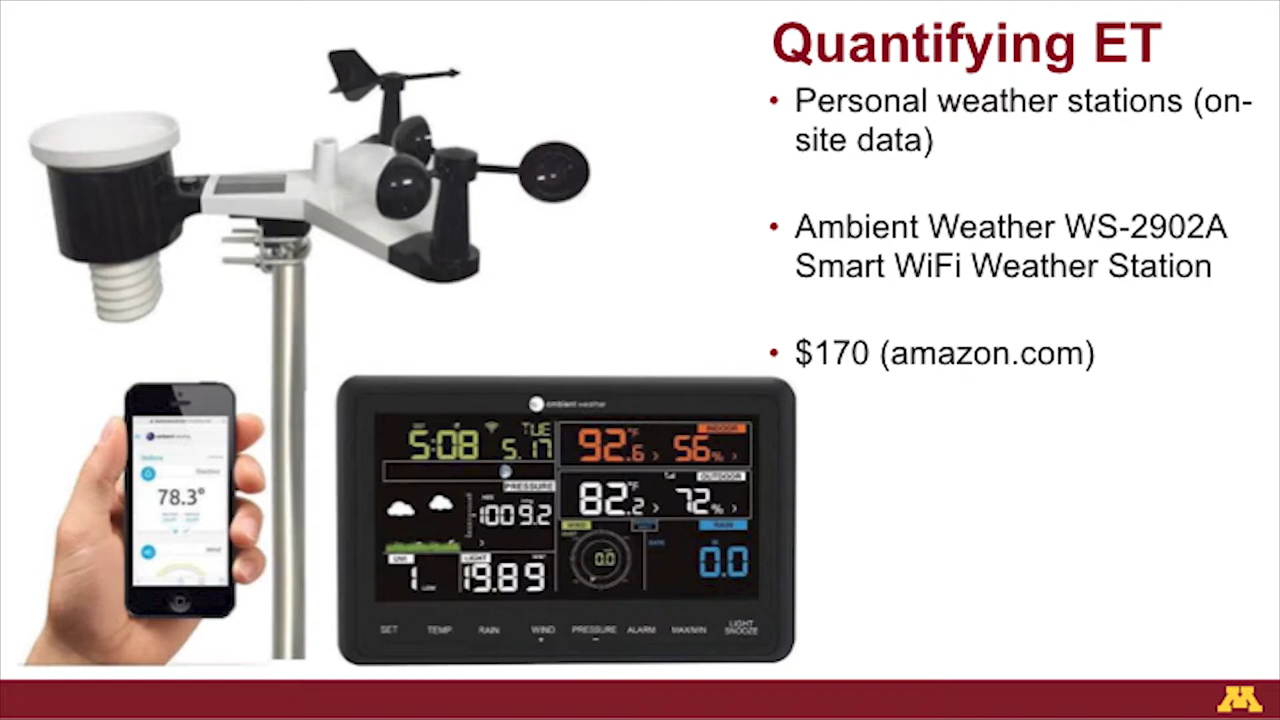 Quantifying ET
• Personal weather stations (on-
site data)
• Ambient Weather WS-2902A
Smart WiFi Weather Station
• $170 (amazon.com)
ambient weather
5:08 TUE 5.17
INDOOR
92.6 °F 56%
PRESSURE
1009.2
OUTDOOR
82.2 °F 72%
WIND
0.0
RAIN
0.0
1 LOW
LIGHT
19.89
SET TEMP. RAIN WIND PRESSURE ALARM MAX/MIN LIGHT
SNOOZE
+ −
78.3°
M